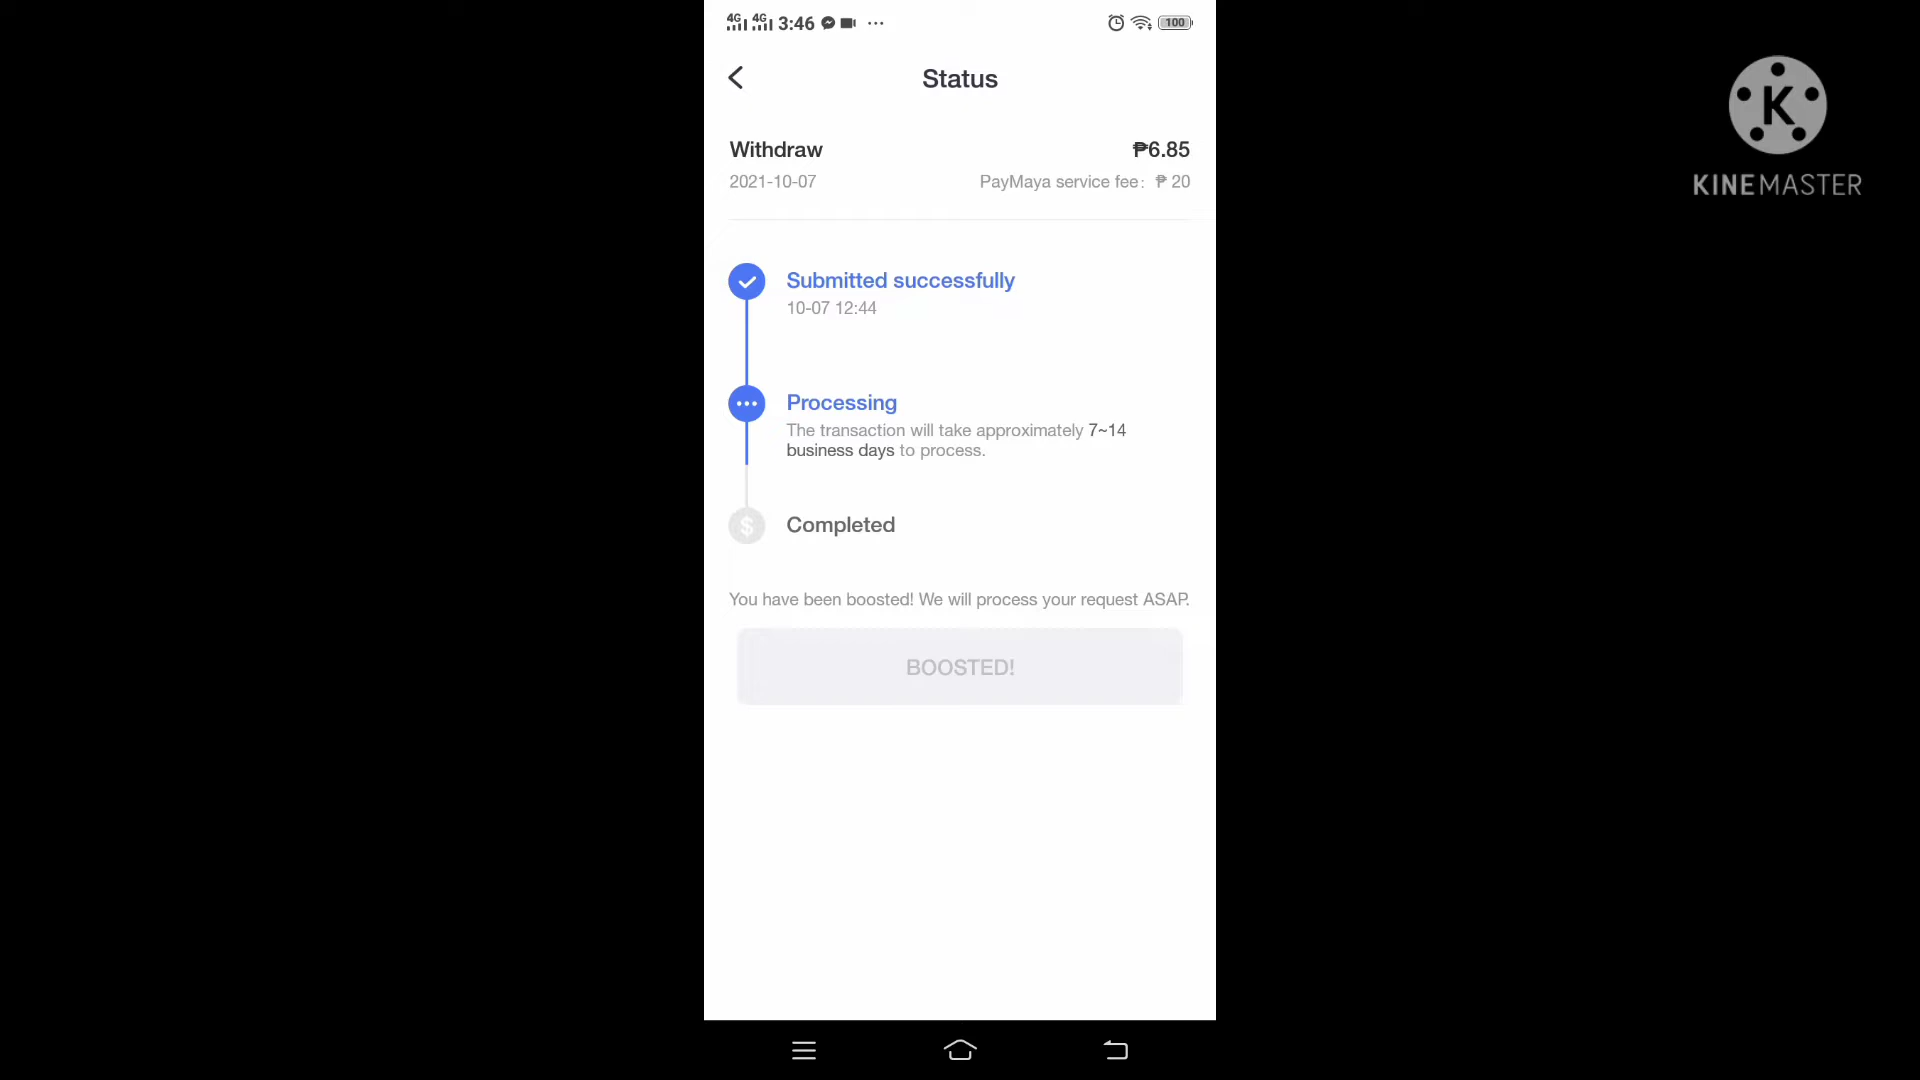 4G 4G 3:46 ...
100
Status
Withdraw
₱6.85
2021-10-07
PayMaya service fee: ₱ 20
Submitted successfully
10-07 12:44
Processing
The transaction will take approximately 7~14
business days to process.
$
Completed
You have been boosted! We will process your request ASAP.
BOOSTED!
K
KINEMASTER